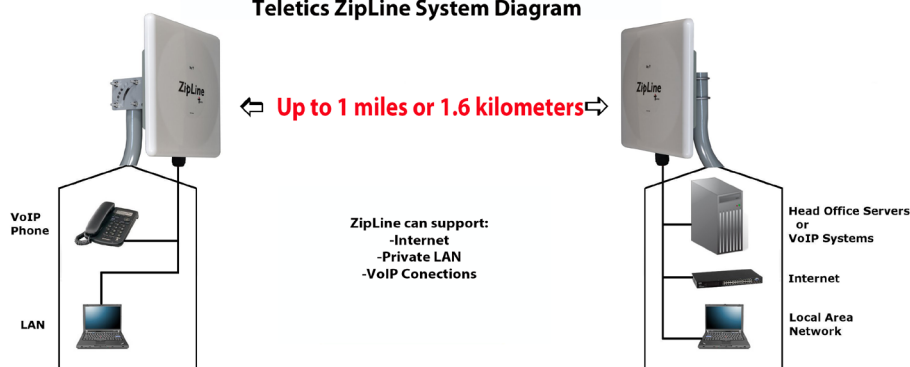 Teletics ZipLine System Diagram
ZipLine
ZipLine
Up to 1 miles or 1.6 kilometers
VoIP
Phone
LAN
ZipLine can support:
-Internet
-Private LAN
-VoIP Conections
Head Office Servers
or
VoIP Systems
Internet
Local Area
Network